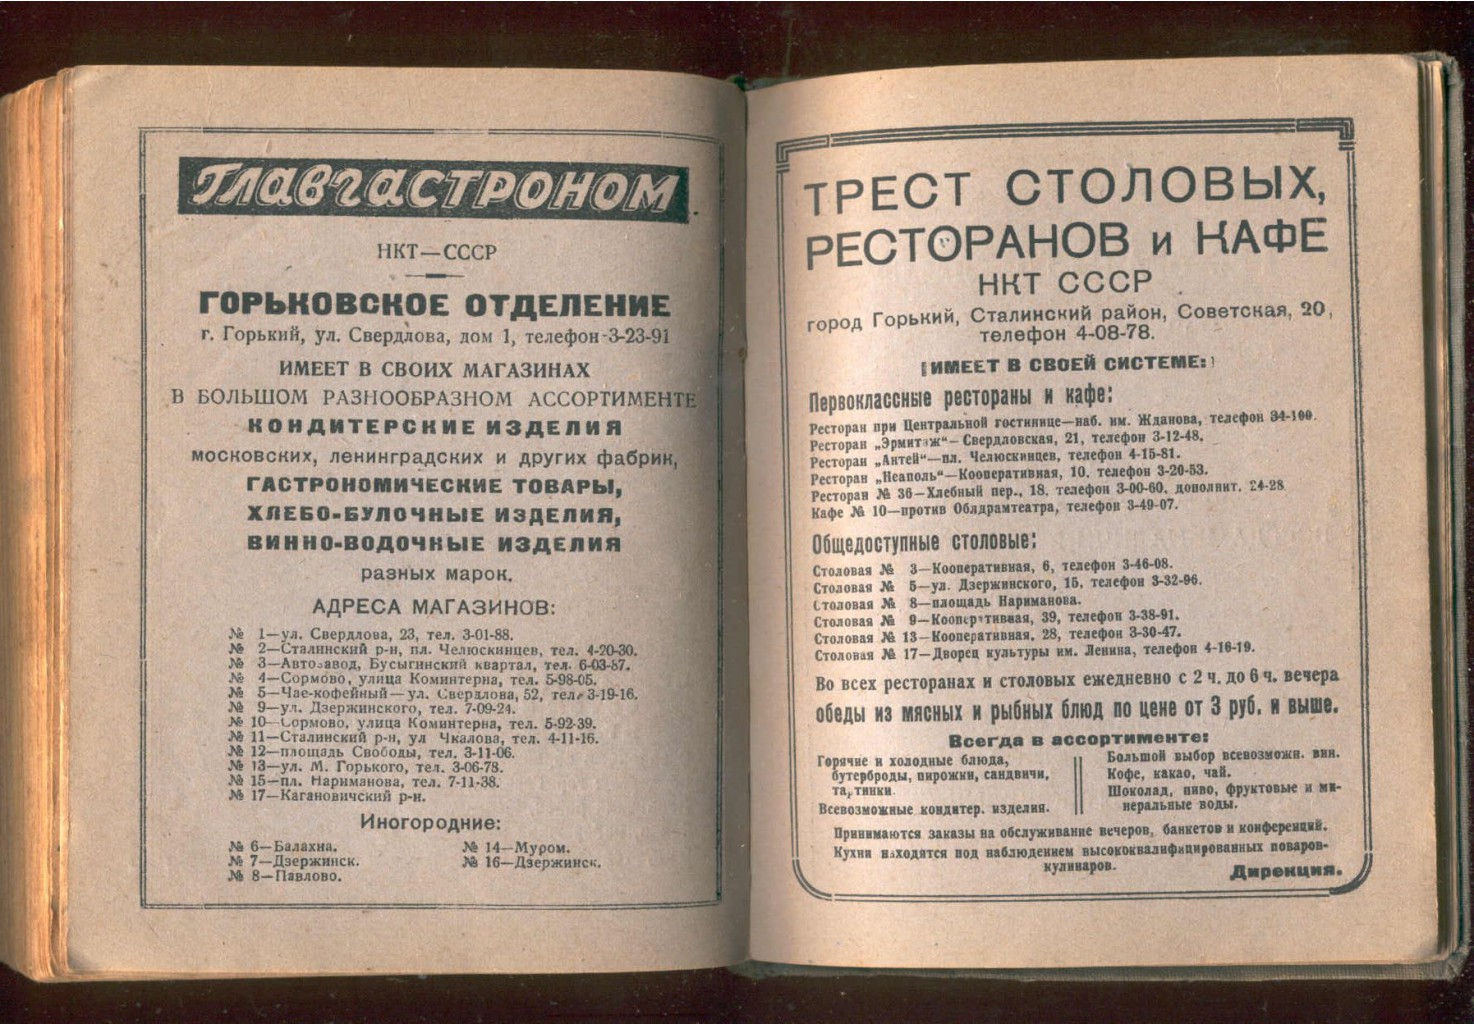 Главгастроном
НКТ—СССР
ГОРЬКОВСКОЕ ОТДЕЛЕНИЕ
г. Горький, ул. Свердлова, дом 1, телефон 3-23-91
ИМЕЕТ В СВОИХ МАГАЗИНАХ
В БОЛЬШОМ РАЗНООБРАЗНОМ АССОРТИМЕНТЕ
КОНДИТЕРСКИЕ ИЗДЕЛИЯ
московских, ленинградских и других фабрик,
ГАСТРОНОМИЧЕСКИЕ ТОВАРЫ,
ХЛЕБО-БУЛОЧНЫЕ ИЗДЕЛИЯ,
ВИННО-ВОДОЧНЫЕ ИЗДЕЛИЯ
разных марок.
АДРЕСА МАГАЗИНОВ:
№ 1—ул. Свердлова, 23, тел. 3-01-88.
№ 2—Сталинский р-н, пл. Челюскинцев, тел. 4-20-30.
№ 3—Автозавод, Бусыгинский квартал, тел. 6-03-87.
№ 4—Сормово, улица Коминтерна, тел. 5-98-05.
№ 5—Чае-кофейный—ул. Свердлова, 52, тел. 3-19-16.
№ 9—ул. Дзержинского, тел. 7-09-24.
№ 10—Сормово, улица Коминтерна, тел. 5-92-39.
№ 11—Сталинский р-н, ул Чкалова, тел. 4-11-16.
№ 12—площадь Свободы, тел. 3-11-06.
№ 13—ул. М. Горького, тел. 3-06-78.
№ 15—пл. Нариманова, тел. 7-11-38.
№ 17—Кагановичский р-н.
Иногородние:
№ 6—Балахна.
№ 7—Дзержинск.
№ 8—Павлово.
№ 14—Муром.
№ 16—Дзержинск.
ТРЕСТ СТОЛОВЫХ,
РЕСТОРАНОВ и КАФЕ
НКТ СССР
город Горький, Сталинский район, Советская, 20,
телефон 4-08-78.
ИМЕЕТ В СВОЕЙ СИСТЕМЕ:
Первоклассные рестораны и кафе:
Ресторан при Центральной гостинице—наб. им. Жданова, телефон 34-100.
Ресторан „Эрмитаж“—Свердловская, 21, телефон 3-12-48.
Ресторан „Антей“—пл. Челюскинцев, телефон 4-15-81.
Ресторан „Неаполь“—Кооперативная, 10, телефон 3-20-53.
Ресторан № 36—Хлебный пер., 18, телефон 3-00-60, дополнит. 24-28
Кафе № 10—против Облдрамтеатра, телефон 3-49-07.
Общедоступные столовые:
Столовая № 3—Кооперативная, 6, телефон 3-46-08.
Столовая № 5—ул. Дзержинского, 15, телефон 3-32-96.
Столовая № 8—площадь Нариманова.
Столовая № 9—Кооперативная, 39, телефон 3-38-91.
Столовая № 13—Кооперативная, 28, телефон 3-30-47.
Столовая № 17—Дворец культуры им. Ленина, телефон 4-16-19.
Во всех ресторанах и столовых ежедневно с 2 ч. до 6 ч. вечера
обеды из мясных и рыбных блюд по цене от 3 руб. и выше.
Всегда в ассортименте:
Горячие и холодные блюда,
бутерброды, пирожки, сандвичи,
тартинки.
Всевозможные кондитер. изделия.
Большой выбор всевозможн. вин.
Кофе, какао, чай.
Шоколад, пиво, фруктовые и ми-
неральные воды.
Принимаются заказы на обслуживание вечеров, банкетов и конференций.
Кухни находятся под наблюдением высококвалифицированных поваров-
кулинаров.
Дирекция.